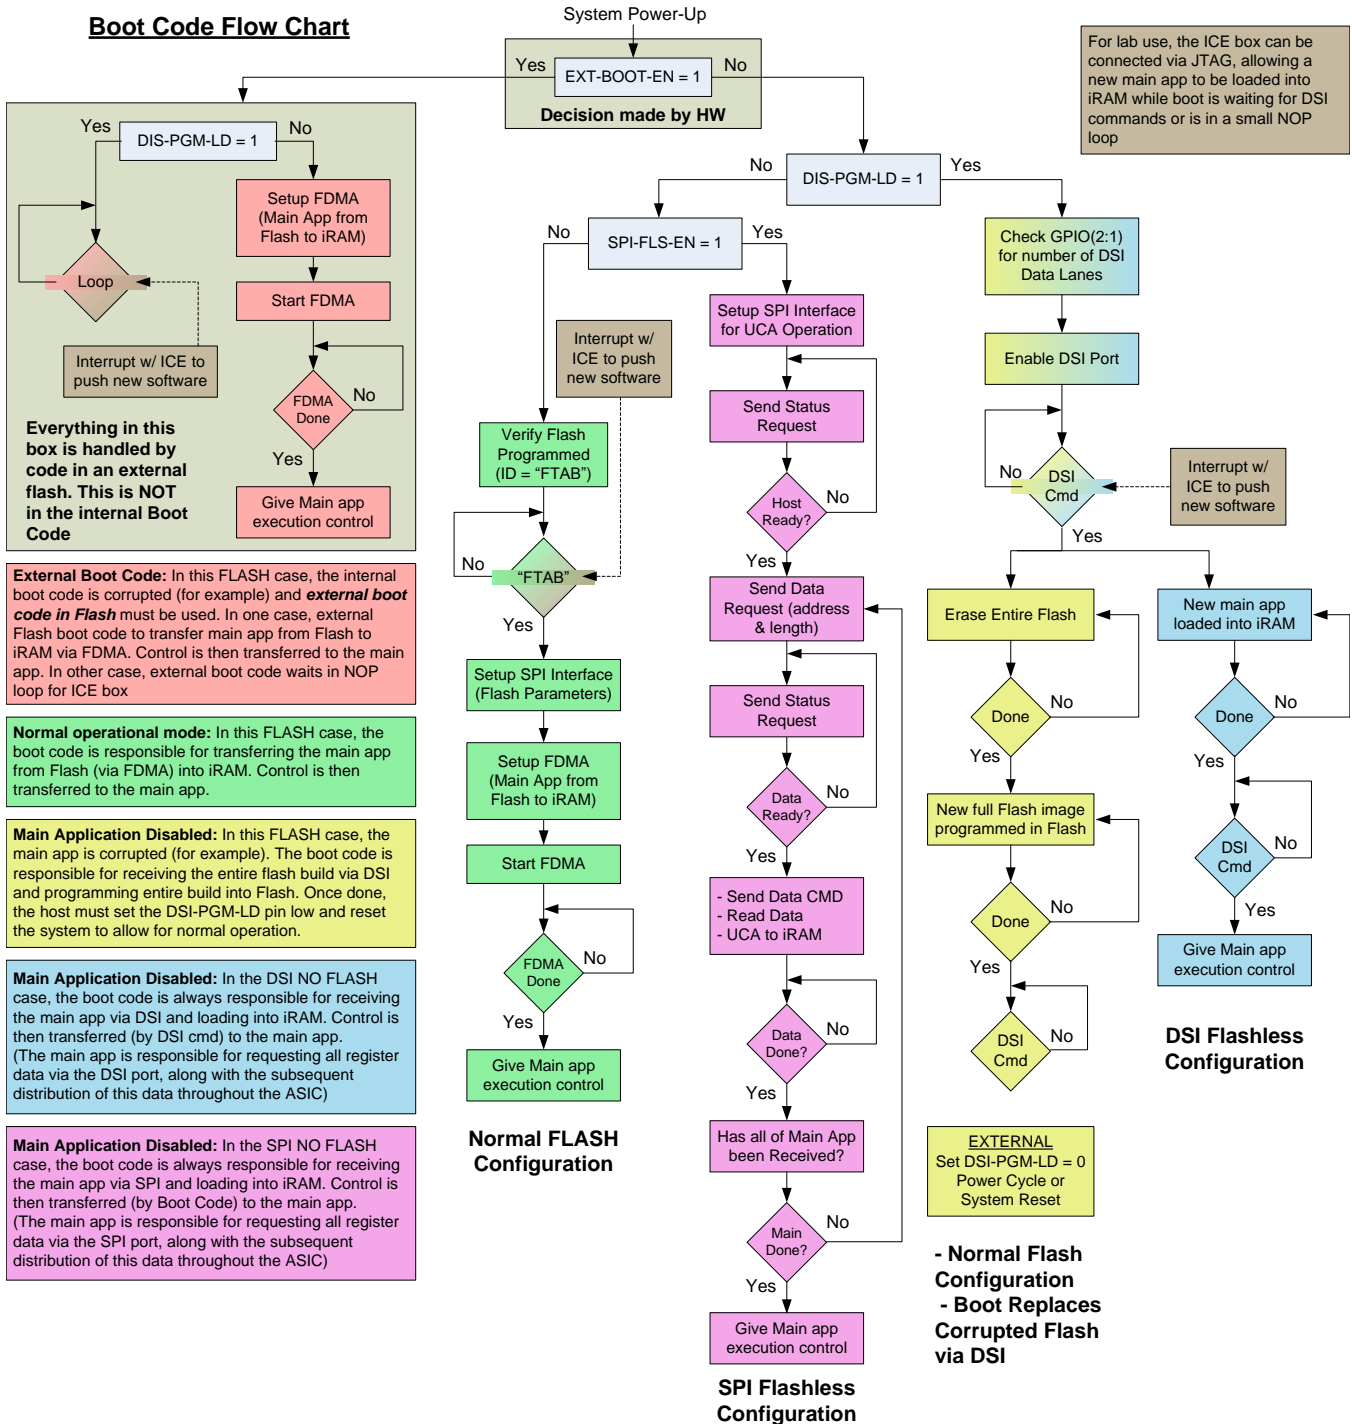 Boot Code Flow Chart
System Power-Up
Yes
EXT-BOOT-EN = 1
No
Decision made by HW
For lab use, the ICE box can be
connected via JTAG, allowing a
new main app to be loaded into
iRAM while boot is waiting for DSI
commands or is in a small NOP
loop
Yes
DIS-PGM-LD = 1
No
Setup FDMA
(Main App from
Flash to iRAM)
Loop
Start FDMA
Interrupt w/ ICE to
push new software
FDMA
Done
No
Yes
Give Main app
execution control
Everything in this
box is handled by
code in an external
flash. This is NOT
in the internal Boot
Code
No
DIS-PGM-LD = 1
Yes
No
SPI-FLS-EN = 1
Yes
Check GPIO(2:1)
for number of DSI
Data Lanes
Enable DSI Port
No
DSI
Cmd
Interrupt w/
ICE to push
new software
Yes
Interrupt w/
ICE to push
new software
Verify Flash
Programmed
(ID = “FTAB”)
No
“FTAB”
Yes
Setup SPI Interface
(Flash Parameters)
Setup FDMA
(Main App from
Flash to iRAM)
Start FDMA
FDMA
Done
No
Yes
Give Main app
execution control
Normal FLASH
Configuration
Setup SPI Interface
for UCA Operation
Send Status
Request
Host
Ready?
No
Yes
Send Data
Request (address
& length)
Send Status
Request
Data
Ready?
No
Yes
- Send Data CMD
- Read Data
- UCA to iRAM
Data
Done?
No
Yes
Has all of Main App
been Received?
Main
Done?
No
Yes
Give Main app
execution control
SPI Flashless
Configuration
Erase Entire Flash
Done
No
Yes
New full Flash image
programmed in Flash
Done
No
Yes
DSI
Cmd
No
EXTERNAL
Set DSI-PGM-LD = 0
Power Cycle or
System Reset
- Normal Flash
Configuration
- Boot Replaces
Corrupted Flash
via DSI
New main app
loaded into iRAM
Done
No
Yes
DSI
Cmd
No
Yes
Give Main app
execution control
DSI Flashless
Configuration
External Boot Code: In this FLASH case, the internal
boot code is corrupted (for example) and external boot
code in Flash must be used. In one case, external
Flash boot code to transfer main app from Flash to
iRAM via FDMA. Control is then transferred to the main
app. In other case, external boot code waits in NOP
loop for ICE box
Normal operational mode: In this FLASH case, the
boot code is responsible for transferring the main app
from Flash (via FDMA) into iRAM. Control is then
transferred to the main app.
Main Application Disabled: In this FLASH case, the
main app is corrupted (for example). The boot code is
responsible for receiving the entire flash build via DSI
and programming entire build into Flash. Once done,
the host must set the DSI-PGM-LD pin low and reset
the system to allow for normal operation.
Main Application Disabled: In the DSI NO FLASH
case, the boot code is always responsible for receiving
the main app via DSI and loading into iRAM. Control is
then transferred (by DSI cmd) to the main app.
(The main app is responsible for requesting all register
data via the DSI port, along with the subsequent
distribution of this data throughout the ASIC)
Main Application Disabled: In the SPI NO FLASH
case, the boot code is always responsible for receiving
the main app via SPI and loading into iRAM. Control is
then transferred (by Boot Code) to the main app.
(The main app is responsible for requesting all register
data via the SPI port, along with the subsequent
distribution of this data throughout the ASIC)